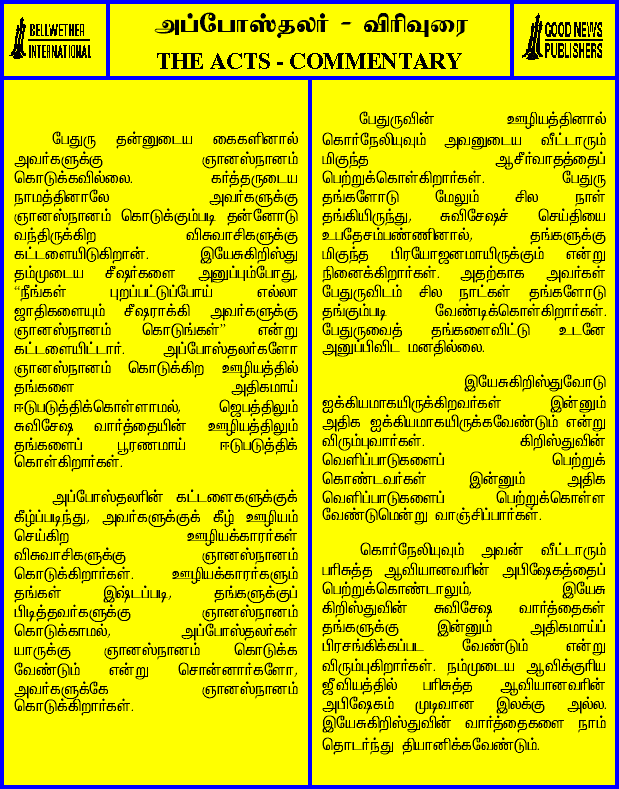 BELLWETHER
INTERNATIONAL
அப்போஸ்தலர் - விரிவுரை
THE ACTS - COMMENTARY
GOOD NEWS
PUBLISHERS
பேதுரு தன்னுடைய கைகளினால்
அவர்களுக்கு ஞானஸ்நானம்
கொடுக்கவில்லை. கர்த்தருடைய
நாமத்தினாலே அவர்களுக்கு
ஞானஸ்நானம் கொடுக்கும்படி தன்னோடு
வந்திருக்கிற விசுவாசிகளுக்கு
கட்டளையிடுகிறான். இயேசுகிறிஸ்து
தம்முடைய சீஷர்களை அனுப்பும்போது,
“நீங்கள் புறப்பட்டுப்போய் எல்லா
ஜாதிகளையும் சீஷராக்கி அவர்களுக்கு
ஞானஸ்நானம் கொடுங்கள்” என்று
கட்டளையிட்டார். அப்போஸ்தலர்களோ
ஞானஸ்நானம் கொடுக்கிற ஊழியத்தில்
தங்களை அதிகமாய்
ஈடுபடுத்திக்கொள்ளாமல், ஜெபத்திலும்
சுவிசேஷ வார்த்தையின் ஊழியத்திலும்
தங்களைப் பூரணமாய் ஈடுபடுத்திக்
கொள்கிறார்கள்.
அப்போஸ்தலரின் கட்டளைகளுக்குக்
கீழ்ப்படிந்து, அவர்களுக்குக் கீழ் ஊழியம்
செய்கிற ஊழியக்காரர்கள்
விசுவாசிகளுக்கு ஞானஸ்நானம்
கொடுக்கிறார்கள். ஊழியக்காரர்களும்
தங்கள் இஷ்டப்படி, தங்களுக்குப்
பிடித்தவர்களுக்கு ஞானஸ்நானம்
கொடுக்காமல், அப்போஸ்தலர்கள்
யாருக்கு ஞானஸ்நானம் கொடுக்க
வேண்டும் என்று சொன்னார்களோ,
அவர்களுக்கே ஞானஸ்நானம்
கொடுக்கிறார்கள்.
பேதுருவின் ஊழியத்தினால்
கொர்நேலியுவும் அவனுடைய வீட்டாரும்
மிகுந்த ஆசீர்வாதத்தைப்
பெற்றுக்கொள்கிறார்கள். பேதுரு
தங்களோடு மேலும் சில நாள்
தங்கியிருந்து, சுவிசேஷச் செய்தியை
உபதேசம்பண்ணினால், தங்களுக்கு
மிகுந்த பிரயோஜனமாயிருக்கும் என்று
நினைக்கிறார்கள். அதற்காக அவர்கள்
பேதுருவிடம் சில நாட்கள் தங்களோடு
தங்கும்படி வேண்டிக்கொள்கிறார்கள்.
பேதுருவைத் தங்களைவிட்டு உடனே
அனுப்பிவிட மனதில்லை.
இயேசுகிறிஸ்துவோடு
ஐக்கியமாகயிருக்கிறவர்கள் இன்னும்
அதிக ஐக்கியமாகயிருக்கவேண்டும் என்று
விரும்புவார்கள். கிறிஸ்துவின்
வெளிப்பாடுகளைப் பெற்றுக்
கொண்டவர்கள் இன்னும் அதிக
வெளிப்பாடுகளைப் பெற்றுக்கொள்ள
வேண்டுமென்று வாஞ்சிப்பார்கள்.
கொர்நேலியுவும் அவன் வீட்டாரும்
பரிசுத்த ஆவியானவரின் அபிஷேகத்தைப்
பெற்றுக்கொண்டாலும், இயேசு
கிறிஸ்துவின் சுவிசேஷ வார்த்தைகள்
தங்களுக்கு இன்னும் அதிகமாய்ப்
பிரசங்கிக்கப்பட வேண்டும் என்று
விரும்புகிறார்கள். நம்முடைய ஆவிக்குரிய
ஜீவியத்தில் பரிசுத்த ஆவியானவரின்
அபிஷேகம் முடிவான இலக்கு அல்ல.
இயேசுகிறிஸ்துவின் வார்த்தைகளை நாம்
தொடர்ந்து தியானிக்கவேண்டும்.